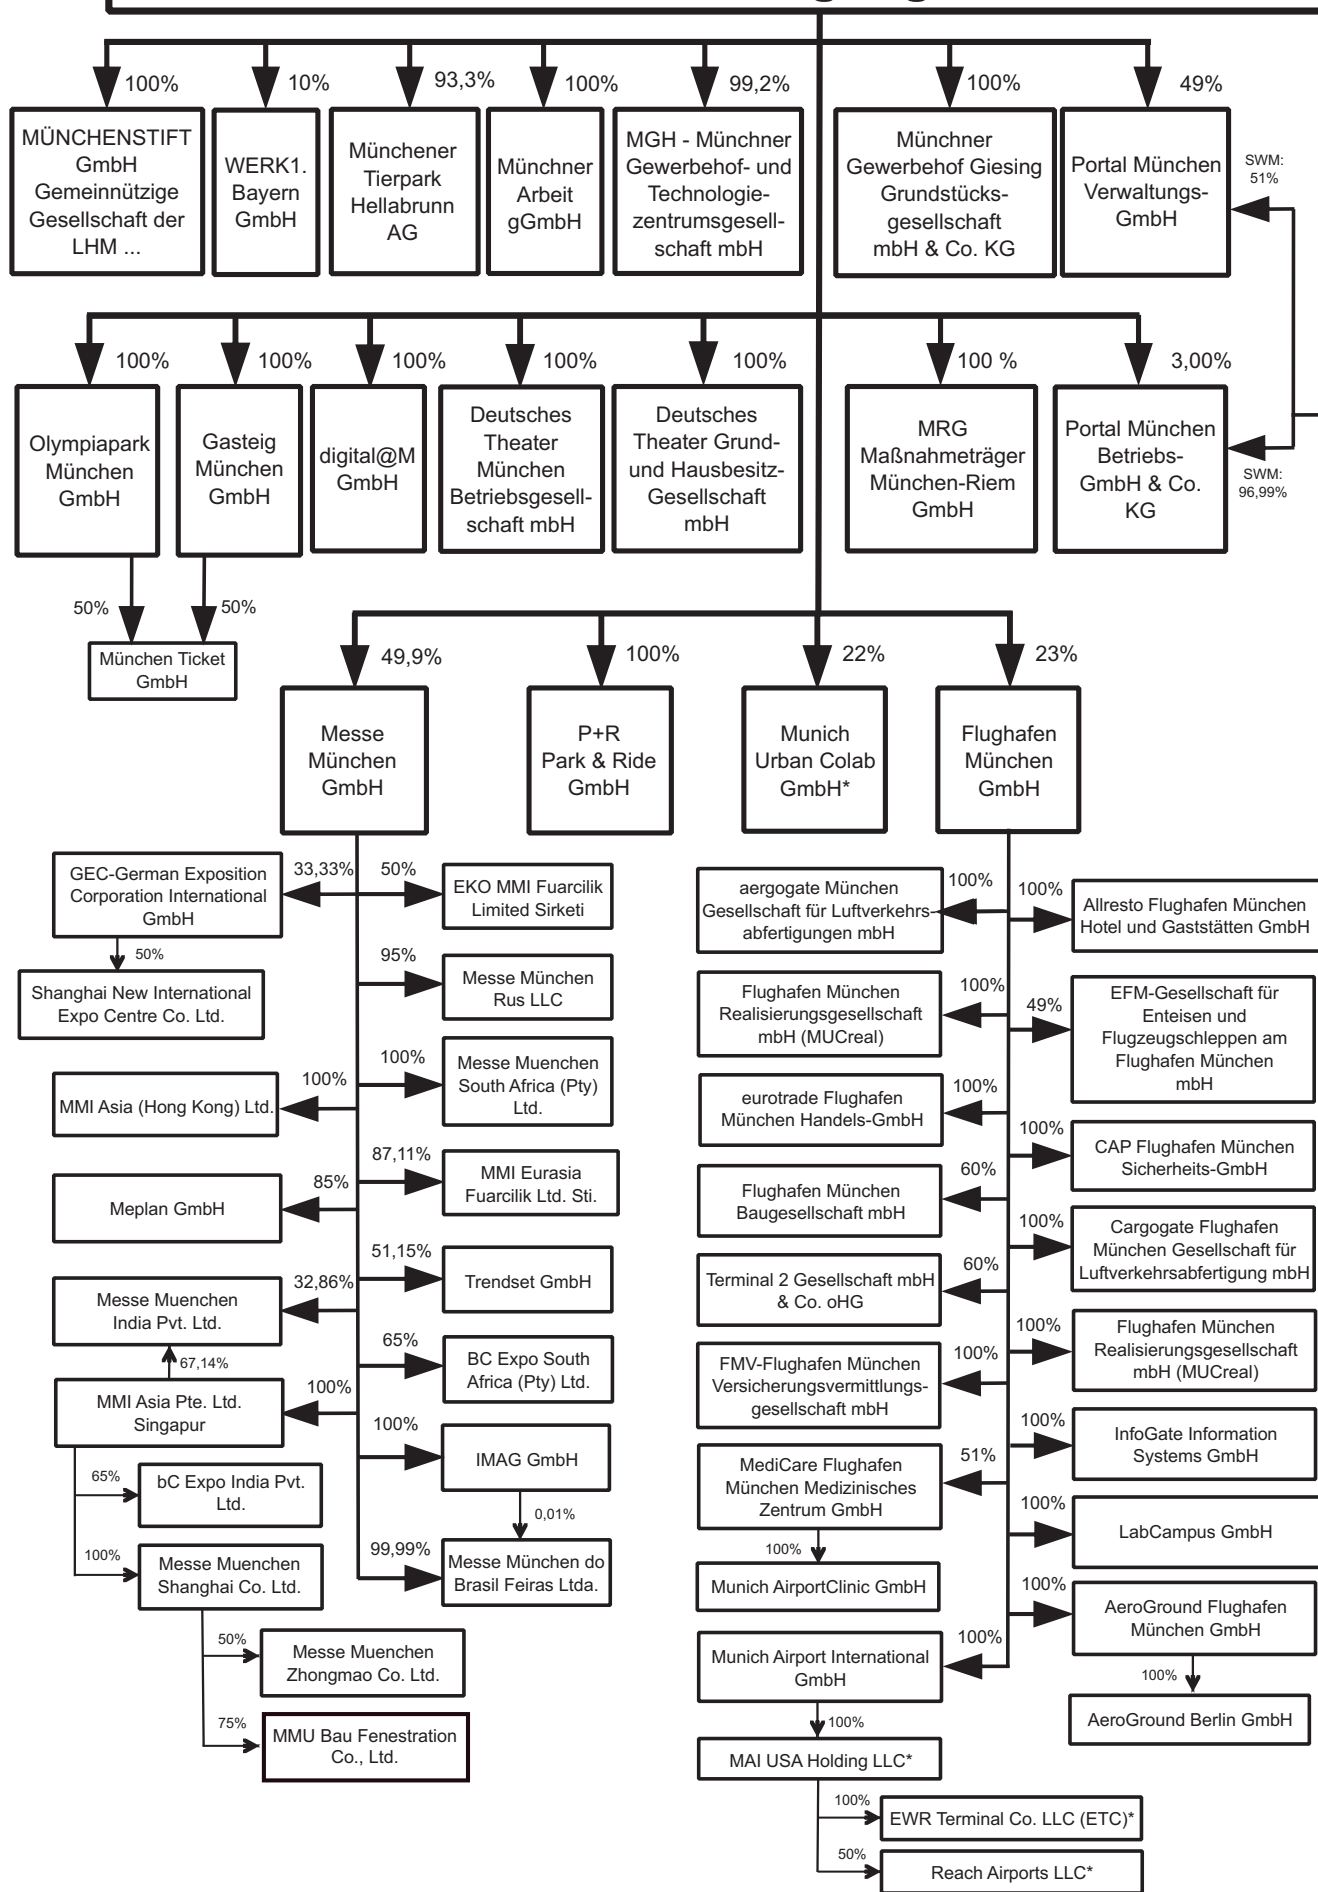 100%
10%
93,3%
100%
99,2%
100%
49%
MÜNCHENSTIFT
GmbH
Gemeinnützige
Gesellschaft der
LHM ...
WERK1.
Bayern
GmbH
Münchener
Tierpark
Hellabrunn
AG
Münchner
Arbeit
gGmbH
MGH - Münchner
Gewerbehof- und
Technologie-
zentrumsgesell-
schaft mbH
Münchner
Gewerbehof Giesing
Grundstücks-
gesellschaft
mbH & Co. KG
Portal München
Verwaltungs-
GmbH
SWM:
51%
100%
100%
100%
100%
100%
100 %
3,00%
Olympiapark
München
GmbH
Gasteig
München
GmbH
digital@M
GmbH
Deutsches
Theater
München
Betriebsgesell-
schaft mbH
Deutsches
Theater Grund-
und Hausbesitz-
Gesellschaft
mbH
MRG
Maßnahmeträger
München-Riem
GmbH
Portal München
Betriebs-
GmbH & Co.
KG
SWM:
96,99%
50%
50%
München Ticket
GmbH
49,9%
100%
22%
23%
Messe
München
GmbH
P+R
Park & Ride
GmbH
Munich
Urban Colab
GmbH*
Flughafen
München
GmbH
GEC-German Exposition
Corporation International
GmbH
33,33%
50%
Shanghai New International
Expo Centre Co. Ltd.
100%
MMI Asia (Hong Kong) Ltd.
85%
Meplan GmbH
32,86%
Messe Muenchen
India Pvt. Ltd.
67,14%
100%
MMI Asia Pte. Ltd.
Singapur
65%
bC Expo India Pvt.
Ltd.
100%
Messe Muenchen
Shanghai Co. Ltd.
50%
Messe Muenchen
Zhongmao Co. Ltd.
75%
MMU Bau Fenestration
Co., Ltd.
50%
EKO MMI Fuarcilik
Limited Sirketi
95%
Messe München
Rus LLC
100%
Messe Muenchen
South Africa (Pty)
Ltd.
87,11%
MMI Eurasia
Fuarcilik Ltd. Sti.
51,15%
Trendset GmbH
65%
BC Expo South
Africa (Pty) Ltd.
100%
IMAG GmbH
0,01%
99,99%
Messe München do
Brasil Feiras Ltda.
aergogate München
Gesellschaft für Luftverkehrs-
abfertigungen mbH
100%
Flughafen München
Realisierungsgesellschaft
mbH (MUCreal)
100%
eurotrade Flughafen
München Handels-GmbH
100%
Flughafen München
Baugesellschaft mbH
60%
Terminal 2 Gesellschaft mbH
& Co. oHG
60%
FMV-Flughafen München
Versicherungsvermittlungs-
gesellschaft mbH
100%
MediCare Flughafen
München Medizinisches
Zentrum GmbH
51%
100%
Munich AirportClinic GmbH
Munich Airport International
GmbH
100%
100%
MAI USA Holding LLC*
100%
EWR Terminal Co. LLC (ETC)*
50%
Reach Airports LLC*
100%
Allresto Flughafen München
Hotel und Gaststätten GmbH
49%
EFM-Gesellschaft für
Enteisen und
Flugzeugschleppen am
Flughafen München
mbH
100%
CAP Flughafen München
Sicherheits-GmbH
100%
Cargogate Flughafen
München Gesellschaft für
Luftverkehrsabfertigung mbH
100%
Flughafen München
Realisierungsgesellschaft
mbH (MUCreal)
100%
InfoGate Information
Systems GmbH
100%
LabCampus GmbH
100%
AeroGround Flughafen
München GmbH
100%
AeroGround Berlin GmbH